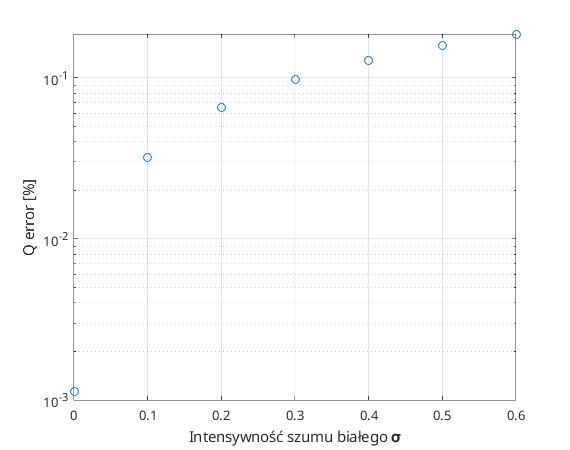 10⁻¹
10⁻²
10⁻³
Q error [%]
0 0.1 0.2 0.3 0.4 0.5 0.6
Intensywność szumu białego σ